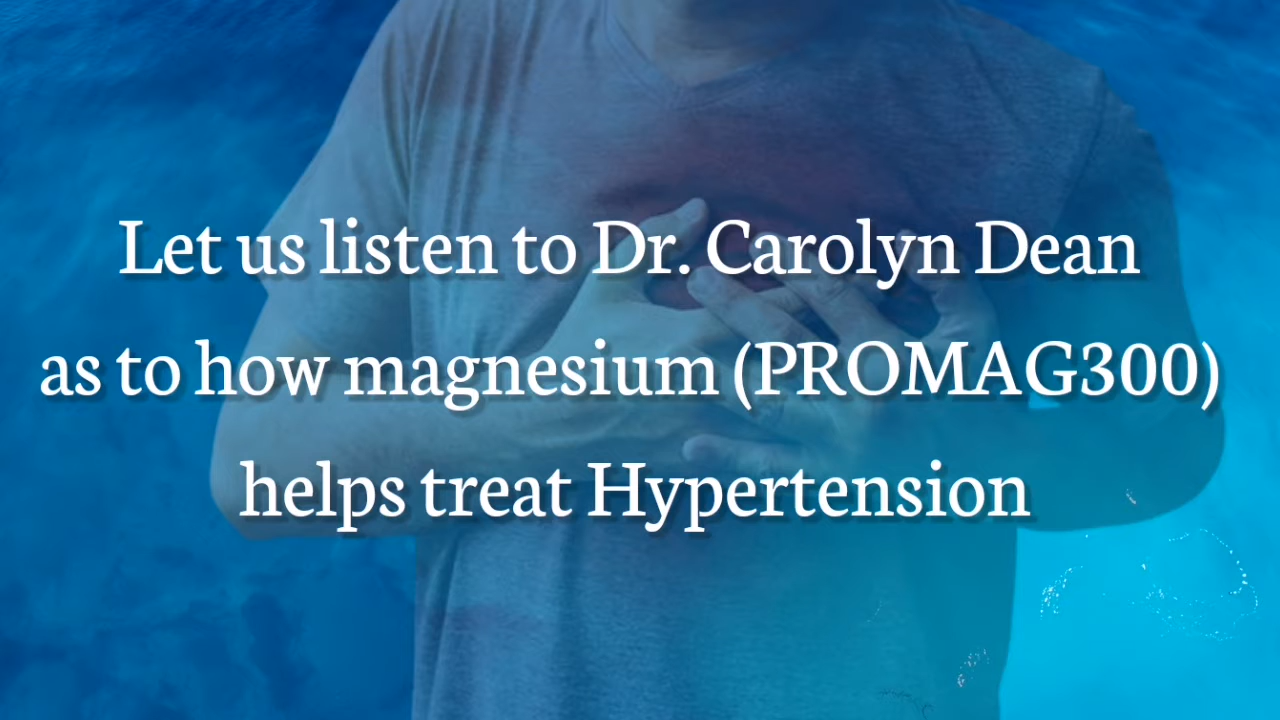 Let us listen to Dr. Carolyn Dean
as to how magnesium (PROMAG300)
helps treat Hypertension